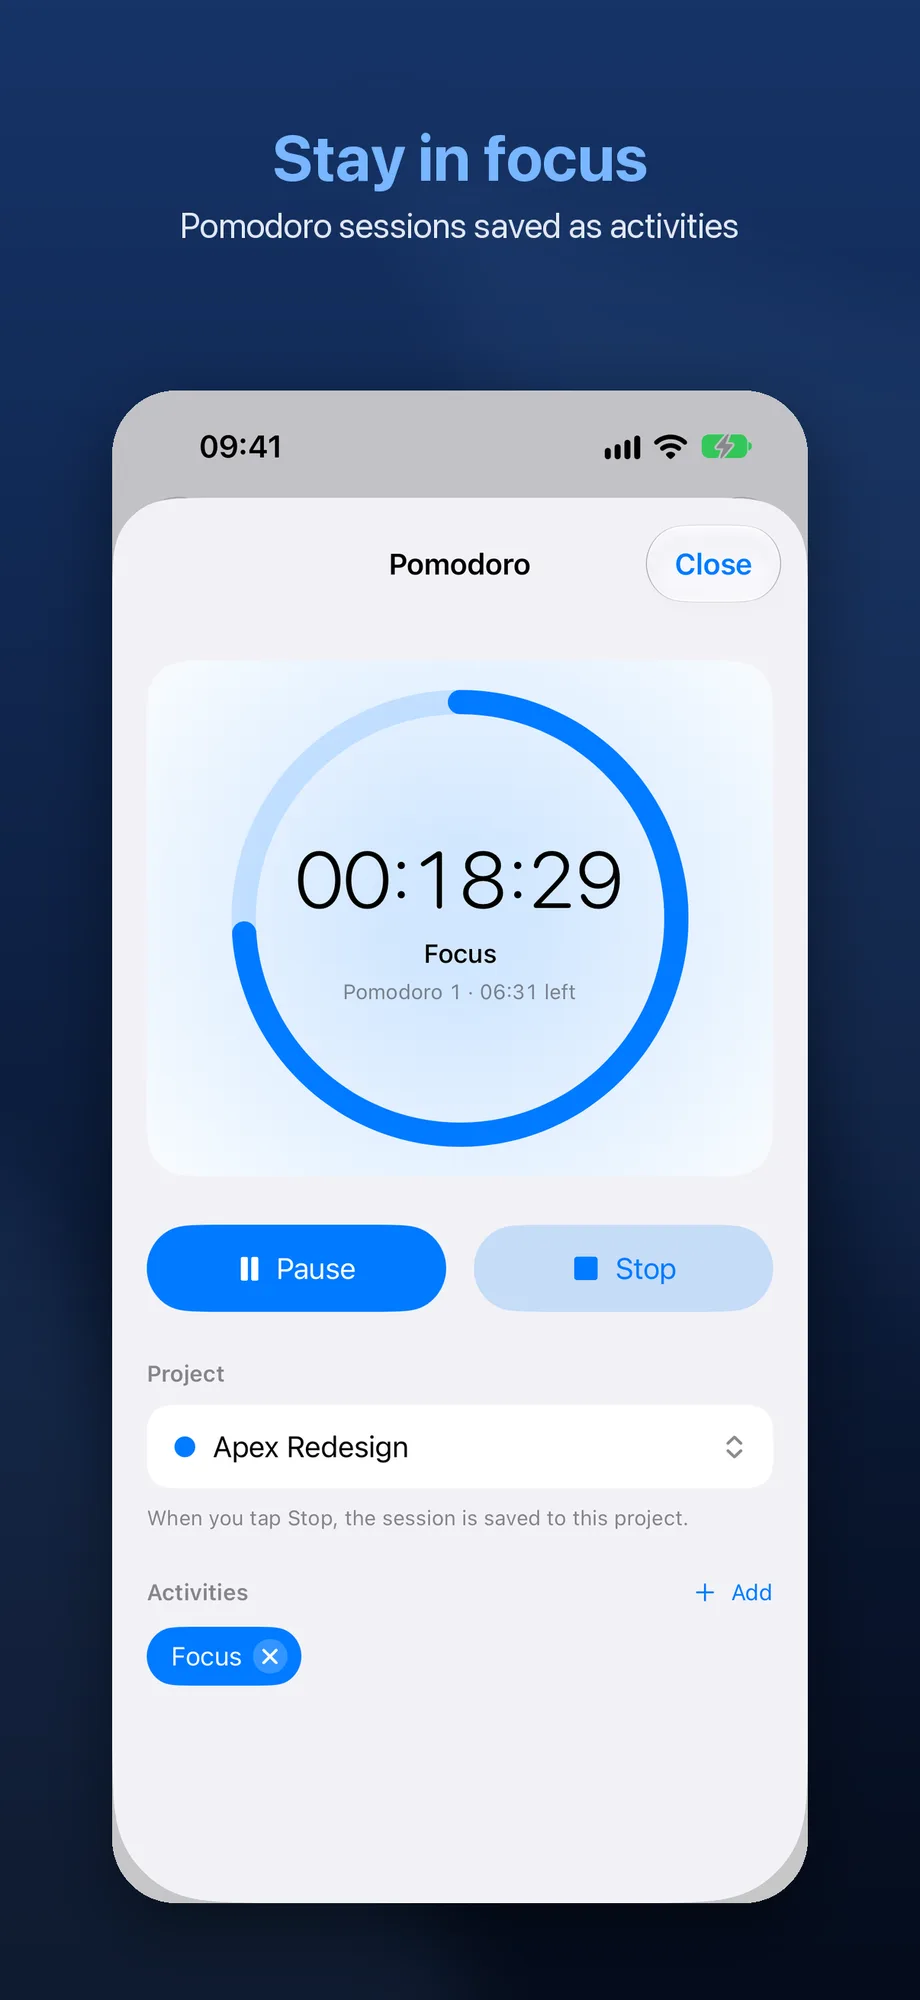 Stay in focus
Pomodoro sessions saved as activities
09:41
Pomodoro
Close
00:18:29
Focus
Pomodoro 1 · 06:31 left
Pause
Stop
Project
Apex Redesign
When you tap Stop, the session is saved to this project.
Activities
+ Add
Focus